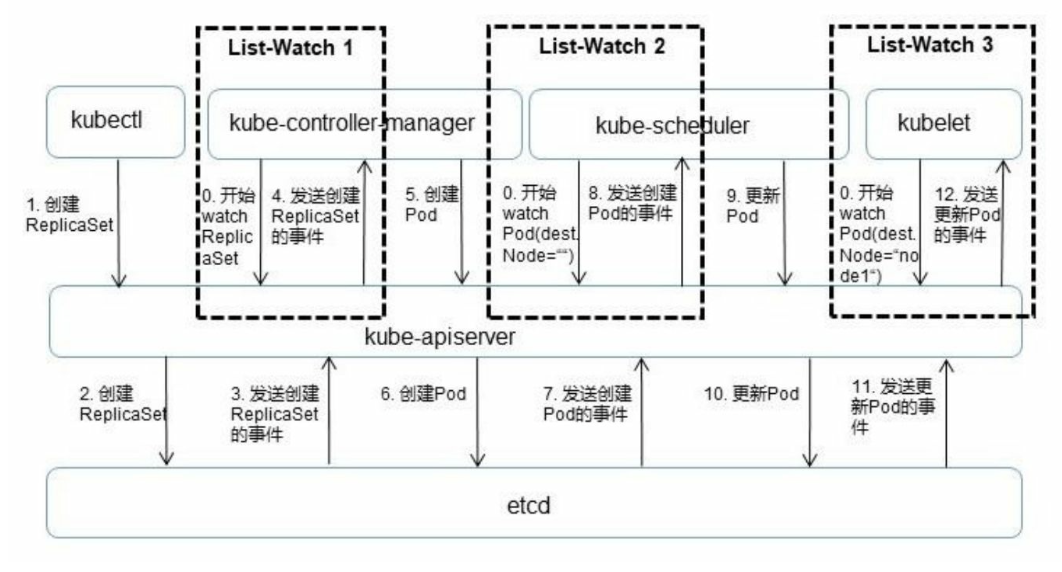 List-Watch 1
List-Watch 2
List-Watch 3
kubectl
kube-controller-manager
kube-scheduler
kubelet
1. 创建
ReplicaSet
0. 开始
watch
Replic
aSet
4. 发送创建
ReplicaSet
的事件
5. 创建
Pod
0. 开始
watch
Pod(dest.
Node="")
8. 发送创建
Pod的事件
9. 更新
Pod
0. 开始
watch
Pod(dest.
Node="no
de1")
12. 发送
更新Pod
的事件
kube-apiserver
2. 创建
ReplicaSet
3. 发送创建
ReplicaSet
的事件
6. 创建Pod
7. 发送创建
Pod的事件
10. 更新Pod
11. 发送更
新Pod的事
件
etcd